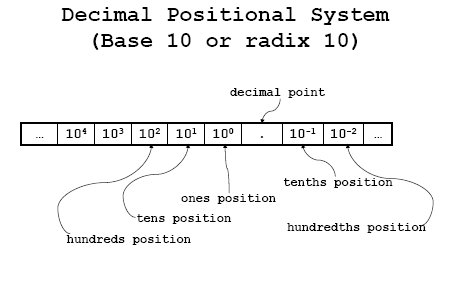 Decimal Positional System
(Base 10 or radix 10)
decimal point
… 10⁴ 10³ 10² 10¹ 10⁰ . 10⁻¹ 10⁻² …
tenths position
ones position
tens position
hundredths position
hundreds position